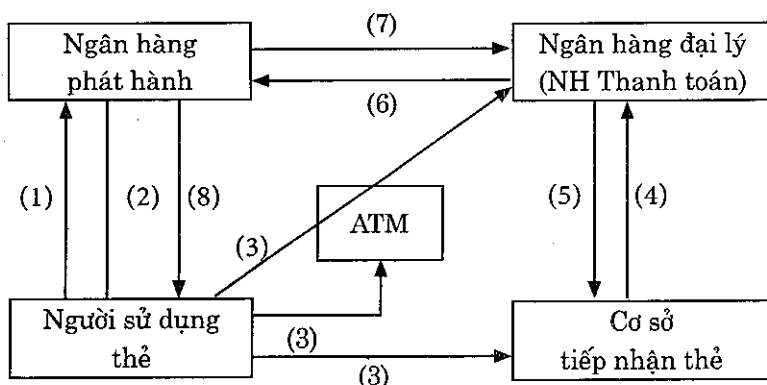 Ngân hàng
phát hành
(7)
(6)
Ngân hàng đại lý
(NH Thanh toán)
(1)
(2)
(8)
(3)
ATM
(5)
(4)
Người sử dụng
thẻ
(3)
(3)
Cơ sở
tiếp nhận thẻ